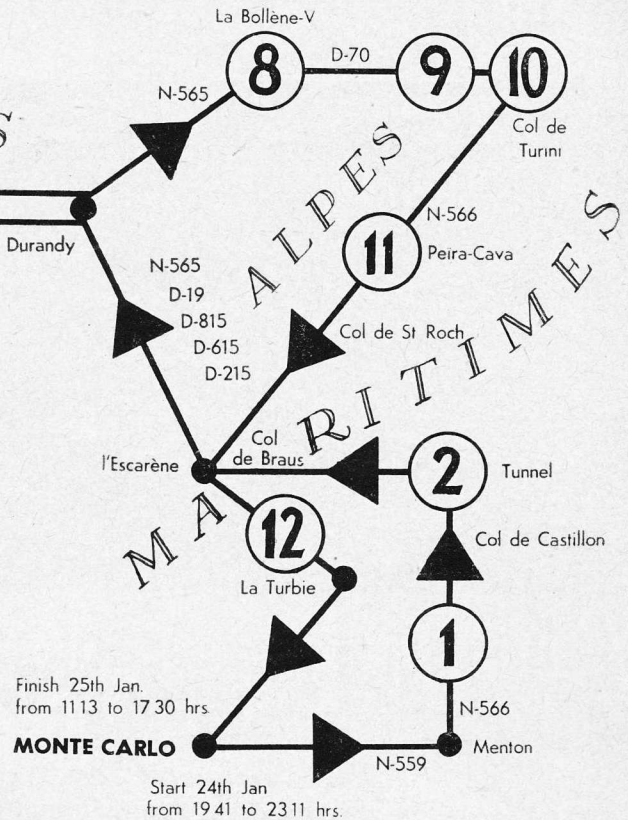 La Bollène-V
8
D-70
9
10
N-565
Col de
Turini
Durandy
N-566
11
Peïra-Cava
N-565
D-19
D-815
D-615
D-215
Col de St Roch
ALPES
MARITIMES
l'Escarène
Col
de Braus
2
Tunnel
12
Col de Castillon
La Turbie
1
Finish 25th Jan.
from 11 13 to 17 30 hrs.
N-566
MONTE CARLO
Menton
N-559
Start 24th Jan
from 19 41 to 23 11 hrs.